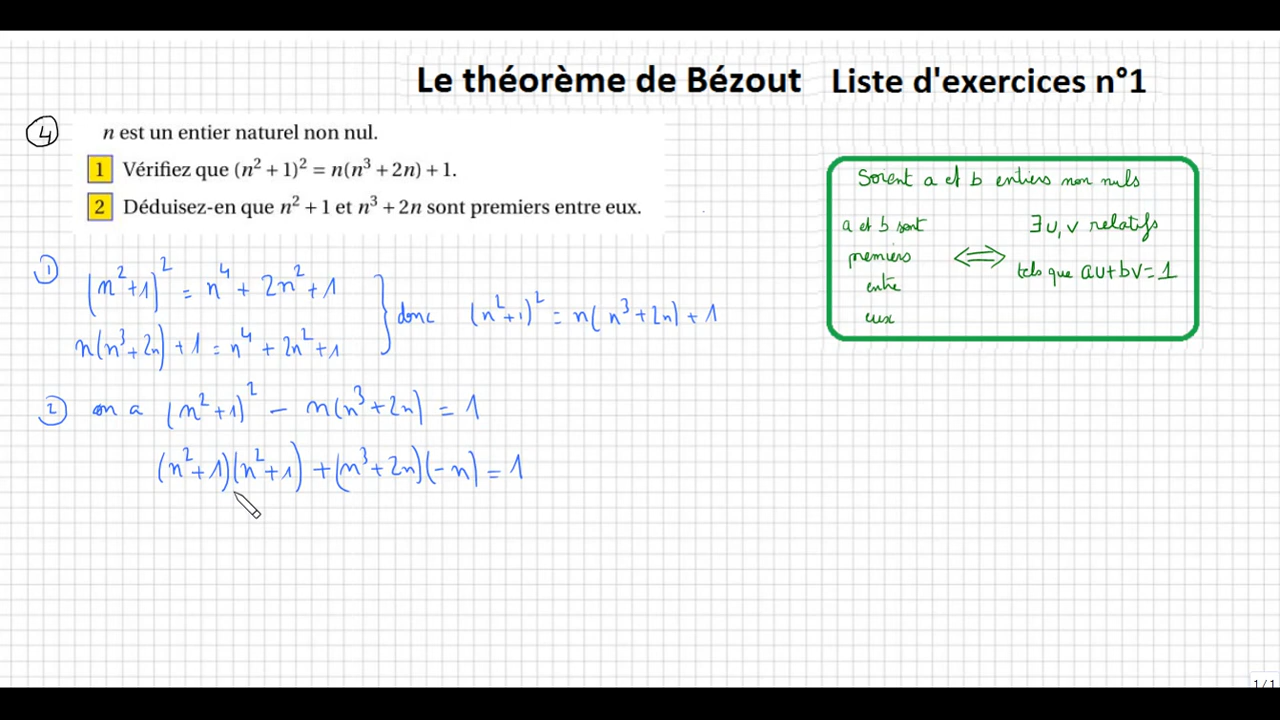 Le théorème de Bézout Liste d'exercices n°1
4
n est un entier naturel non nul.
1 Vérifiez que (n² + 1)² = n(n³ + 2n) + 1.
2 Déduisez-en que n² + 1 et n³ + 2n sont premiers entre eux.
Soient a et b entiers non nuls
a et b sont premiers entre eux ⟺ ∃ u, v relatifs tels que au+bv=1
1 (n²+1)² = n⁴ + 2n² + 1
n(n³+2n) + 1 = n⁴ + 2n² + 1
donc (n²+1)² = n(n³+2n) + 1
2 on a (n²+1)² - n(n³+2n) = 1
(n²+1)(n²+1) + (n³+2n)(-n) = 1
1/1